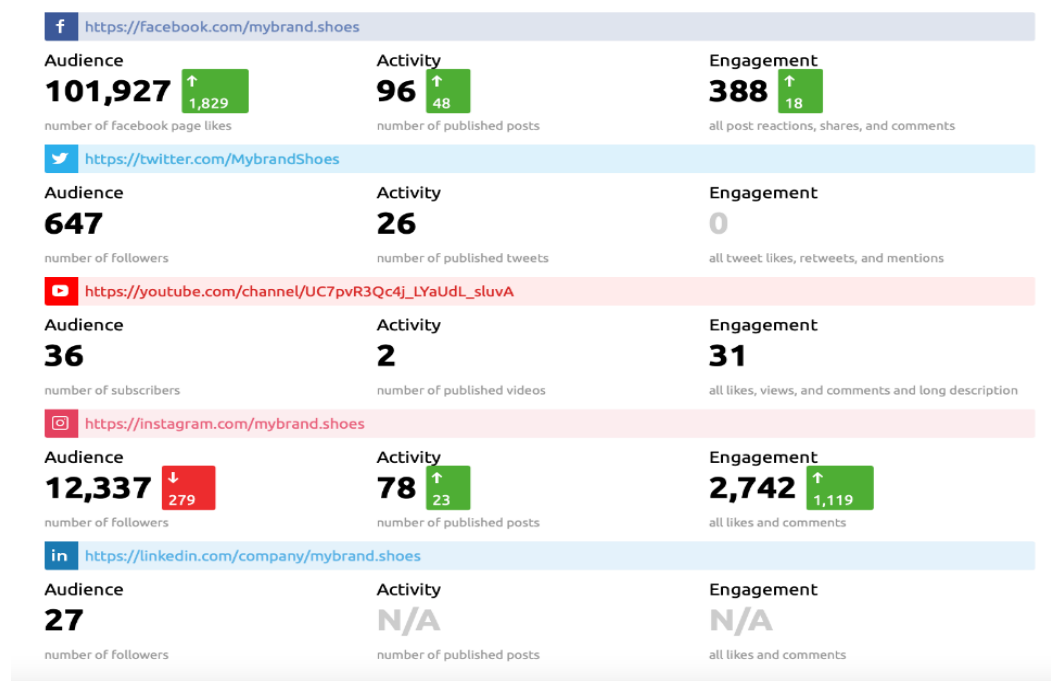 f https://facebook.com/mybrand.shoes
Audience Activity Engagement
101,927 ↑ 1,829 96 ↑ 48 388 ↑ 18
number of facebook page likes number of published posts all post reactions, shares, and comments
https://twitter.com/MybrandShoes
Audience Activity Engagement
647 26 0
number of followers number of published tweets all tweet likes, retweets, and mentions
https://youtube.com/channel/UC7pvR3Qc4j_LYaUdL_sluvA
Audience Activity Engagement
36 2 31
number of subscribers number of published videos all likes, views, and comments and long description
https://instagram.com/mybrand.shoes
Audience Activity Engagement
12,337 ↓ 279 78 ↑ 23 2,742 ↑ 1,119
number of followers number of published posts all likes and comments
in https://linkedin.com/company/mybrand.shoes
Audience Activity Engagement
27 N/A N/A
number of followers number of published posts all likes and comments